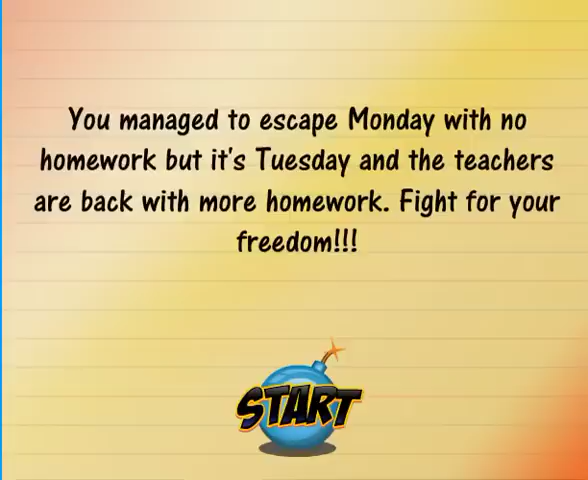 You managed to escape Monday with no
homework but it's Tuesday and the teachers
are back with more homework. Fight for your
freedom!!!
START